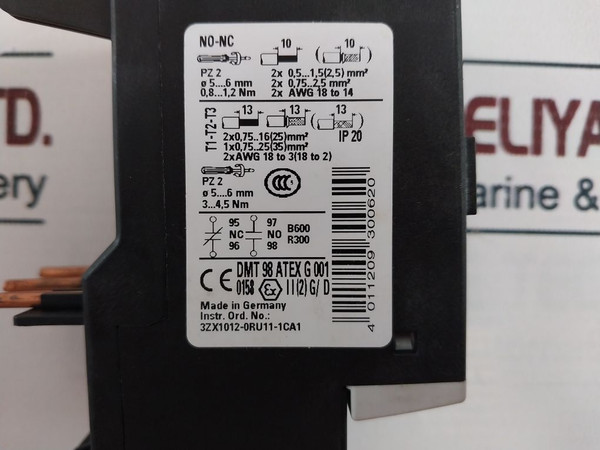 NO-NC
10
(10)
PZ 2
2x 0,5...1,5(2,5) mm²
ø 5....6 mm
2x 0,75...2,5 mm²
0,8...1,2 Nm
2x AWG 18 to 14
T1-T2-T3
13
13
(13)
2x0,75...16(25)mm²
IP 20
1x0,75...25(35)mm²
2xAWG 18 to 3(18 to 2)
PZ 2
ø 5....6 mm
3...4,5 Nm
CCC
95
97
NC
NO
B600
R300
96
98
CE
DMT 98 ATEX G 001
0158
Ex
II(2) G/ D
Made in Germany
Instr. Ord. No.:
3ZX1012-0RU11-1CA1
4 011209 300620
TD.
ery
ELIYA
arine &